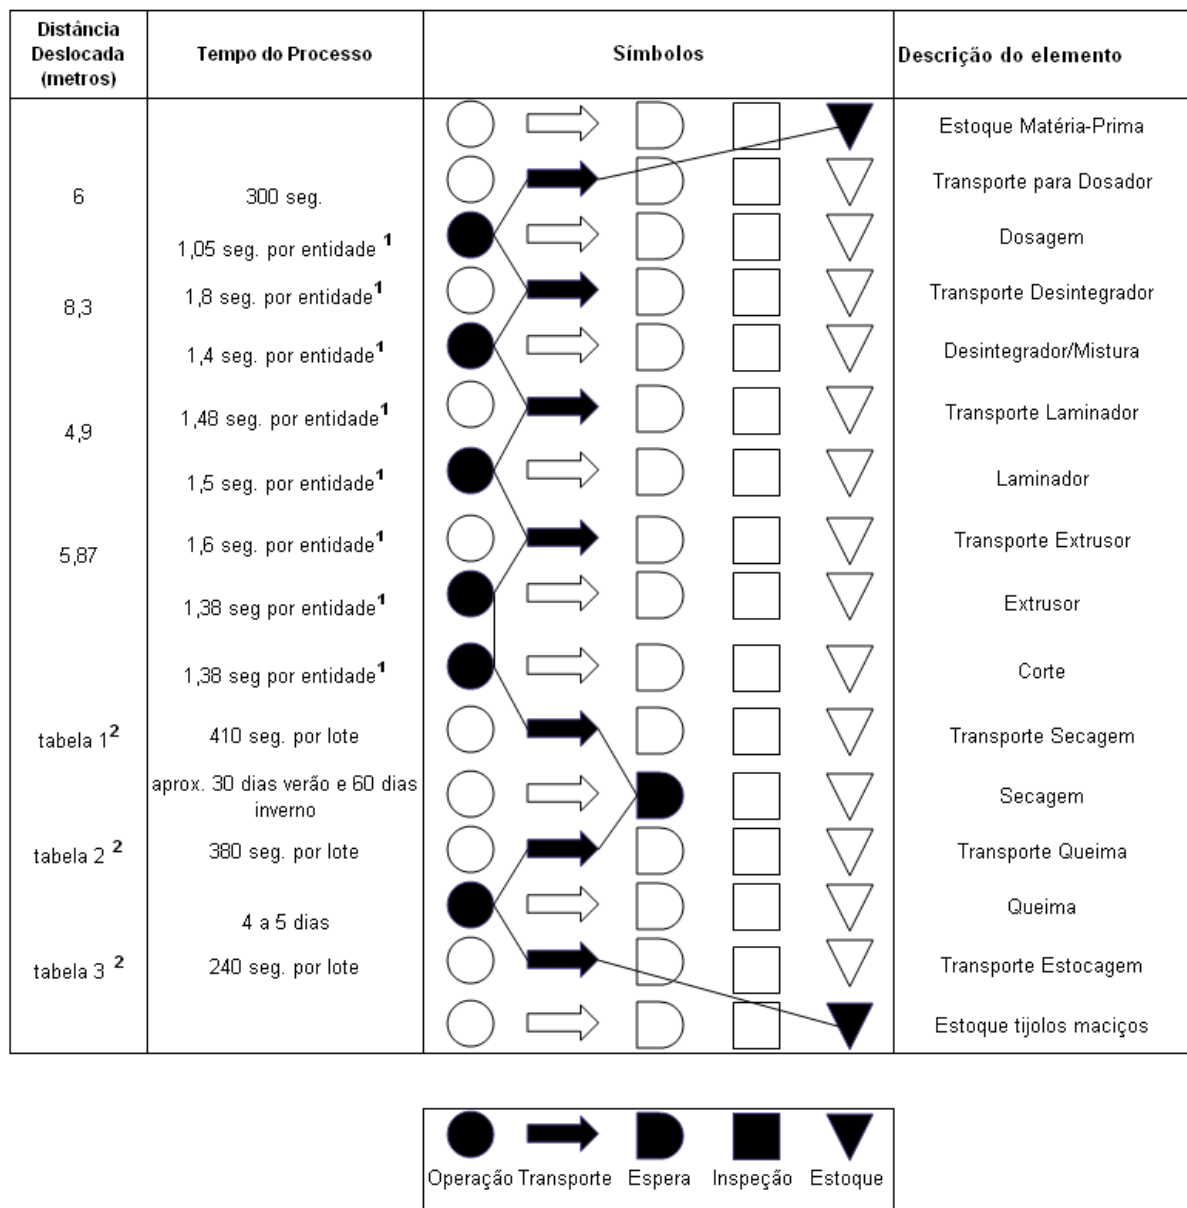 Distância
Deslocada
(metros)
Tempo do Processo
Símbolos
Descrição do elemento
Estoque Matéria-Prima
6
300 seg.
Transporte para Dosador
1,05 seg. por entidade 1
Dosagem
8,3
1,8 seg. por entidade1
Transporte Desintegrador
1,4 seg. por entidade1
Desintegrador/Mistura
4,9
1,48 seg. por entidade1
Transporte Laminador
1,5 seg. por entidade1
Laminador
5,87
1,6 seg. por entidade1
Transporte Extrusor
1,38 seg por entidade1
Extrusor
1,38 seg por entidade1
Corte
tabela 12
410 seg. por lote
Transporte Secagem
aprox. 30 dias verão e 60 dias
inverno
Secagem
tabela 2 2
380 seg. por lote
Transporte Queima
4 a 5 dias
Queima
tabela 3 2
240 seg. por lote
Transporte Estocagem
Estoque tijolos maciços
Operação Transporte Espera Inspeção Estoque